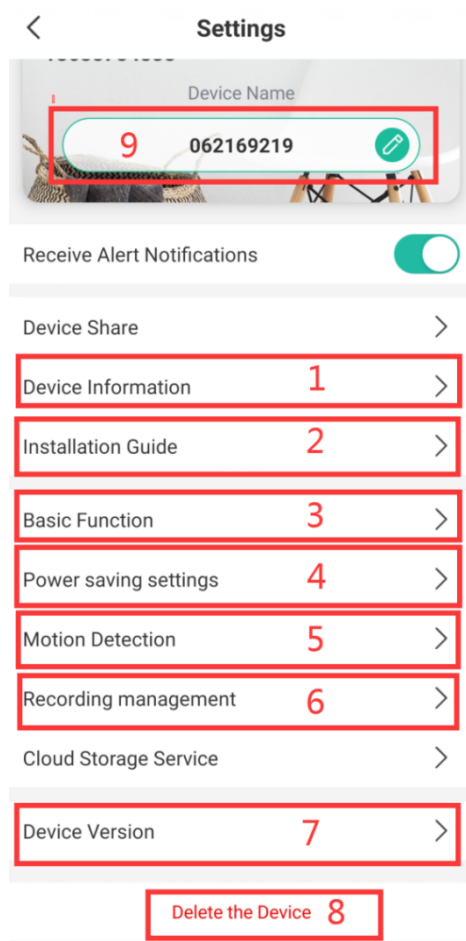 Settings
Device Name
9 062169219
Receive Alert Notifications
Device Share
Device Information 1
Installation Guide 2
Basic Function 3
Power saving settings 4
Motion Detection 5
Recording management 6
Cloud Storage Service
Device Version 7
Delete the Device 8